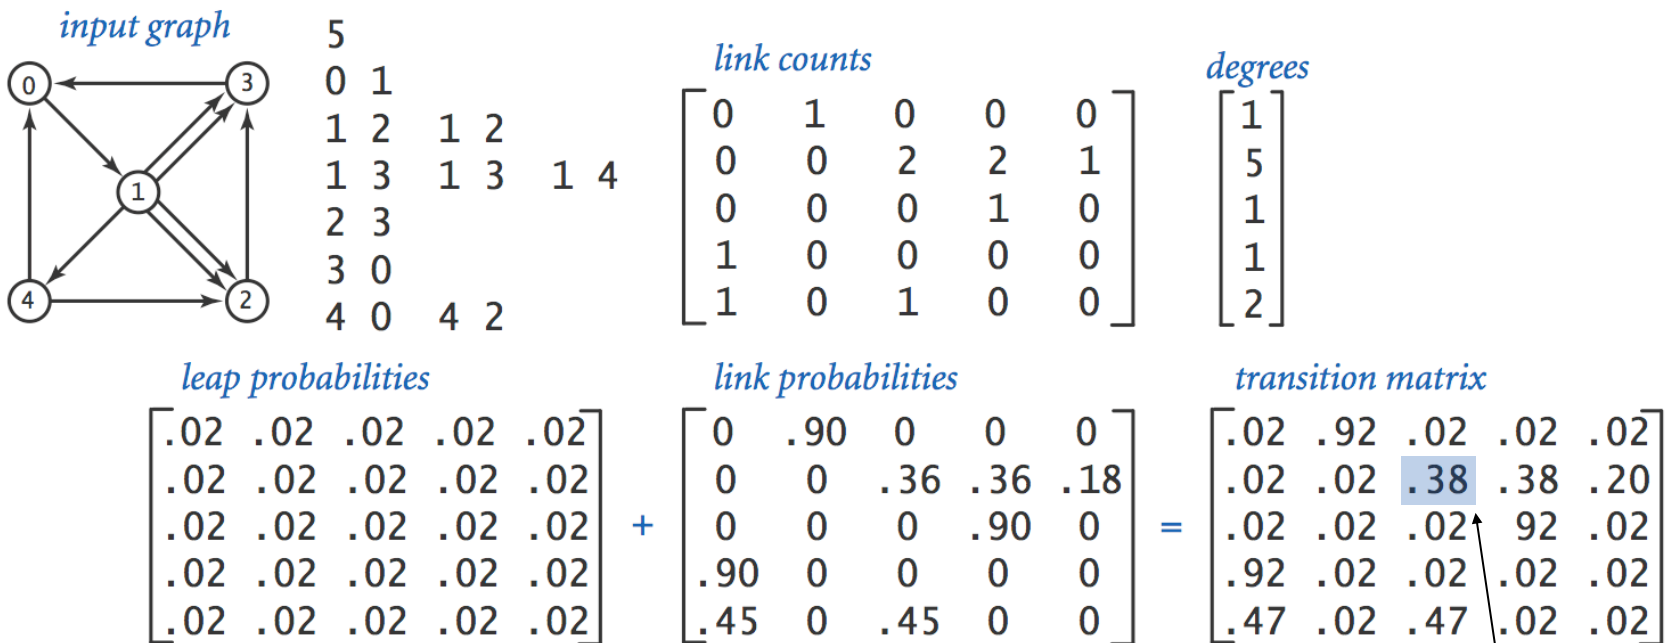 input graph
0 3
1
4 2
5
0 1
1 2 1 2
1 3 1 3 1 4
2 3
3 0
4 0 4 2
link counts
0 1 0 0 0
0 0 2 2 1
0 0 0 1 0
1 0 0 0 0
1 0 1 0 0
degrees
1
5
1
1
2
leap probabilities
.02 .02 .02 .02 .02
.02 .02 .02 .02 .02
.02 .02 .02 .02 .02
.02 .02 .02 .02 .02
.02 .02 .02 .02 .02
+
link probabilities
0 .90 0 0 0
0 0 .36 .36 .18
0 0 0 .90 0
.90 0 0 0 0
.45 0 .45 0 0
=
transition matrix
.02 .92 .02 .02 .02
.02 .02 .38 .38 .20
.02 .02 .02 92 .02
.92 .02 .02 .02 .02
.47 .02 .47 .02 .02